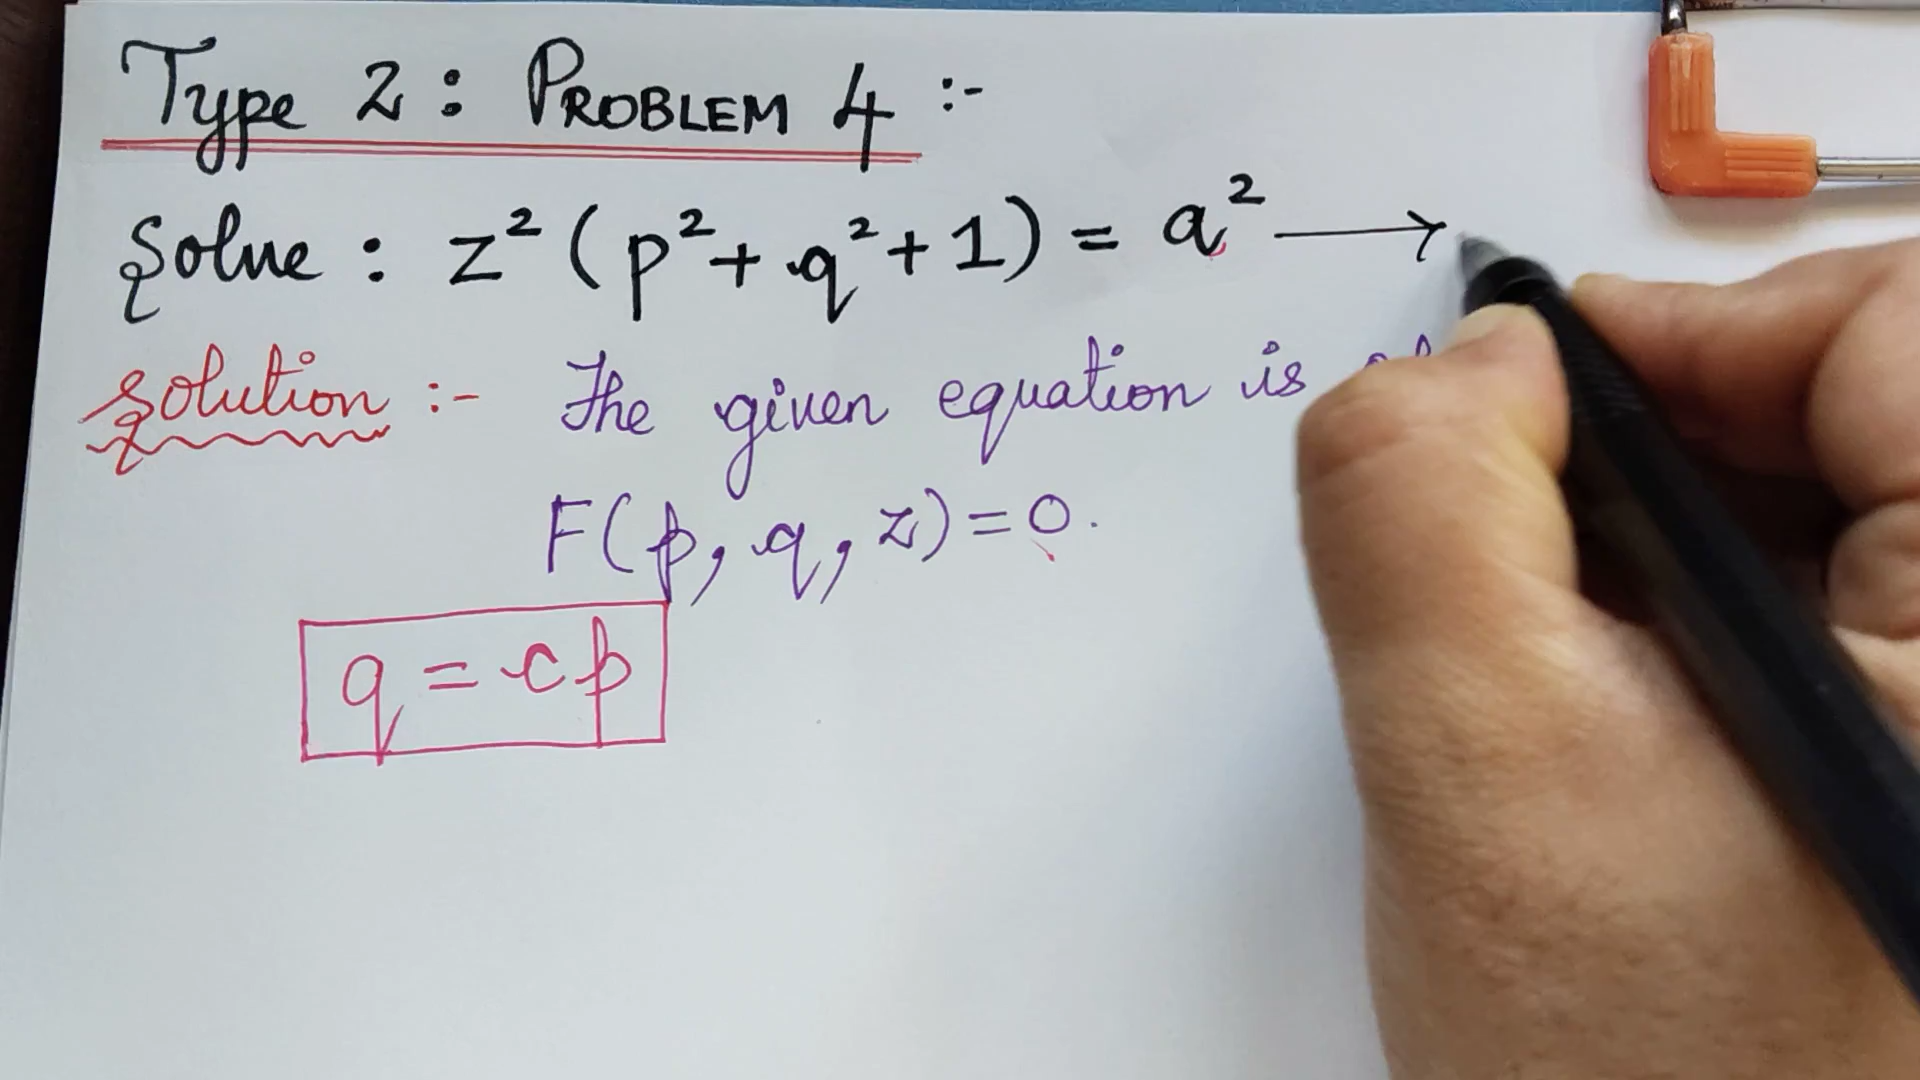 Type 2 : PROBLEM 4 :-
Solve : z² (p² + q² + 1) = a² ⟶
Solution :- The given equation is
F(p, q, z) = 0.
q = cp